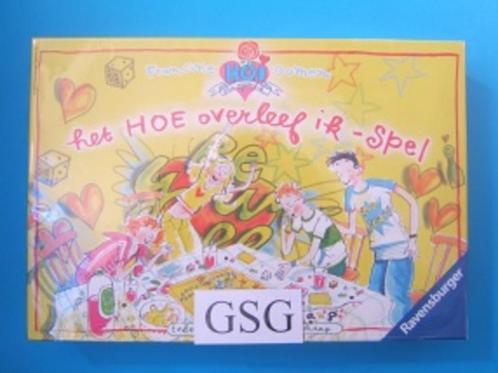 Francine HOI oomen
het HOE overleef ik - Spel
GSG
Ravensburger